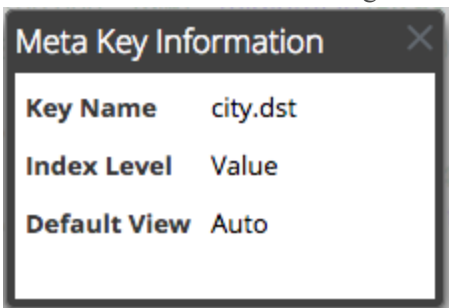 Meta Key Information
Key Name city.dst
Index Level Value
Default View Auto